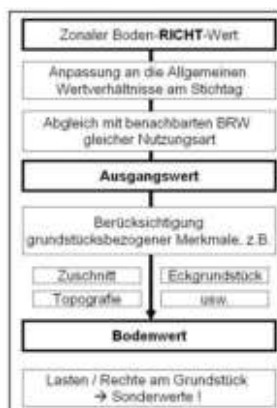 Zonaler Boden-RICHT-Wert
Anpassung an die Allgemeinen
Wertverhältnisse am Stichtag
Abgleich mit benachbarten BRW
gleicher Nutzungsart
Ausgangswert
Berücksichtigung
grundstücksbezogener Merkmale, z.B.
Zuschnitt
Eckgrundstück
Topografie
usw.
Bodenwert
Lasten / Rechte am Grundstück
→ Sonderwerte !